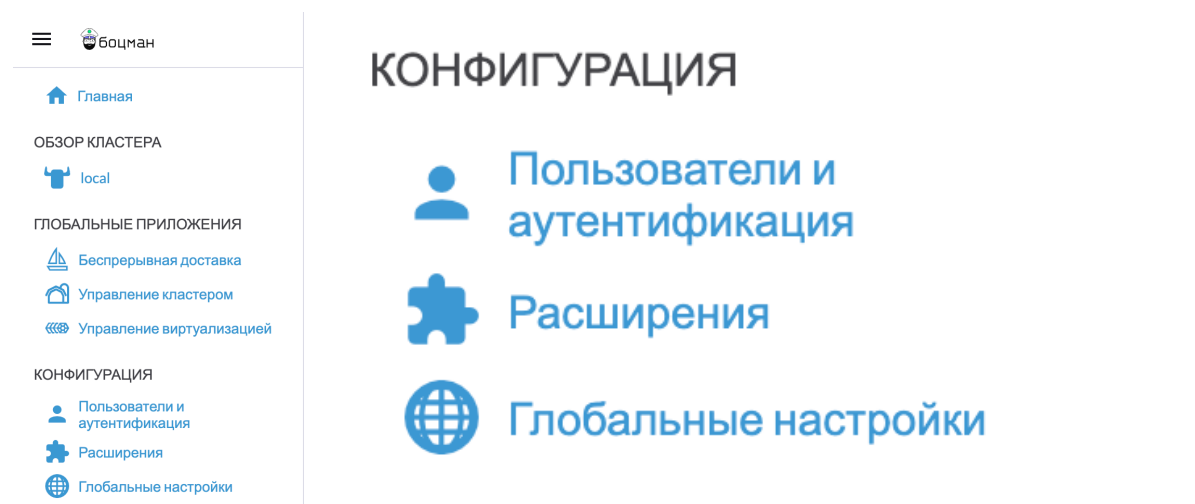 боцман
Главная
ОБЗОР КЛАСТЕРА
local
ГЛОБАЛЬНЫЕ ПРИЛОЖЕНИЯ
Беспрерывная доставка
Управление кластером
Управление виртуализацией
КОНФИГУРАЦИЯ
Пользователи и
аутентификация
Расширения
Глобальные настройки
КОНФИГУРАЦИЯ
Пользователи и
аутентификация
Расширения
Глобальные настройки